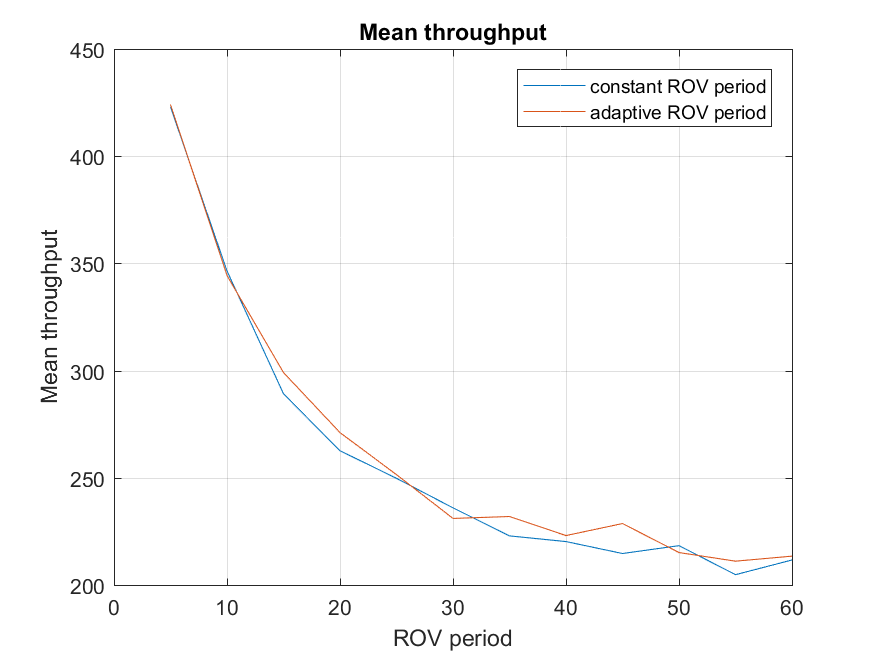 Mean throughput
450
400
350
300
250
200
Mean throughput
constant ROV period
adaptive ROV period
0
10
20
30
40
50
60
ROV period